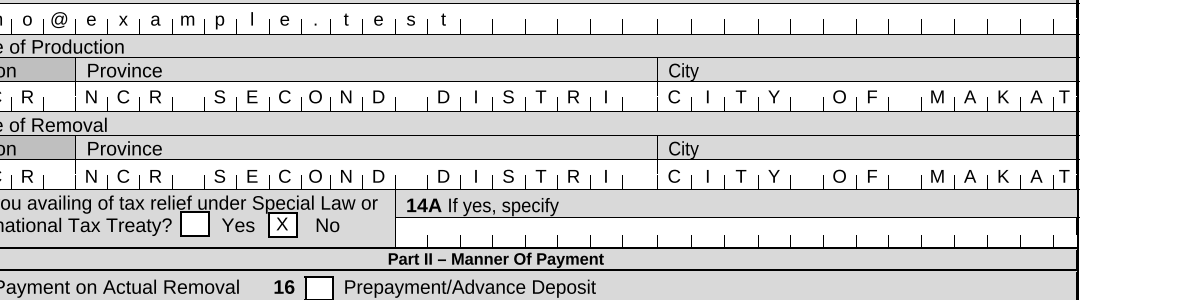 no@example.test
e of Production
on Province City
CR NCR SECOND DISTRI CITY OF MAKAT
e of Removal
on Province City
CR NCR SECOND DISTRI CITY OF MAKAT
ou availing of tax relief under Special Law or 14A If yes, specify
national Tax Treaty? Yes X No
Part II – Manner Of Payment
Payment on Actual Removal 16 Prepayment/Advance Deposit